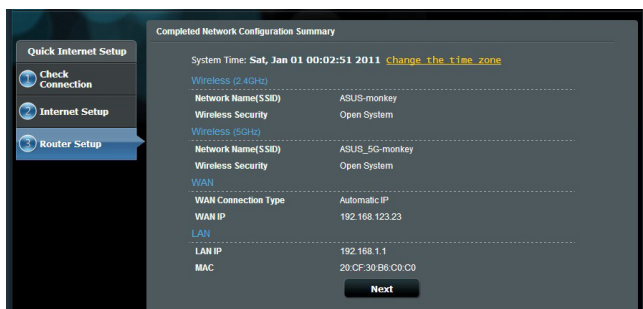 Completed Network Configuration Summary
Quick Internet Setup
1 Check Connection
2 Internet Setup
3 Router Setup
System Time: Sat, Jan 01 00:02:51 2011 Change the time zone
Wireless (2.4GHz)
Network Name(SSID) ASUS-monkey
Wireless Security Open System
Wireless (5GHz)
Network Name(SSID) ASUS_5G-monkey
Wireless Security Open System
WAN
WAN Connection Type Automatic IP
WAN IP 192.168.123.23
LAN
LAN IP 192.168.1.1
MAC 20:CF:30:B6:C0:C0
Next